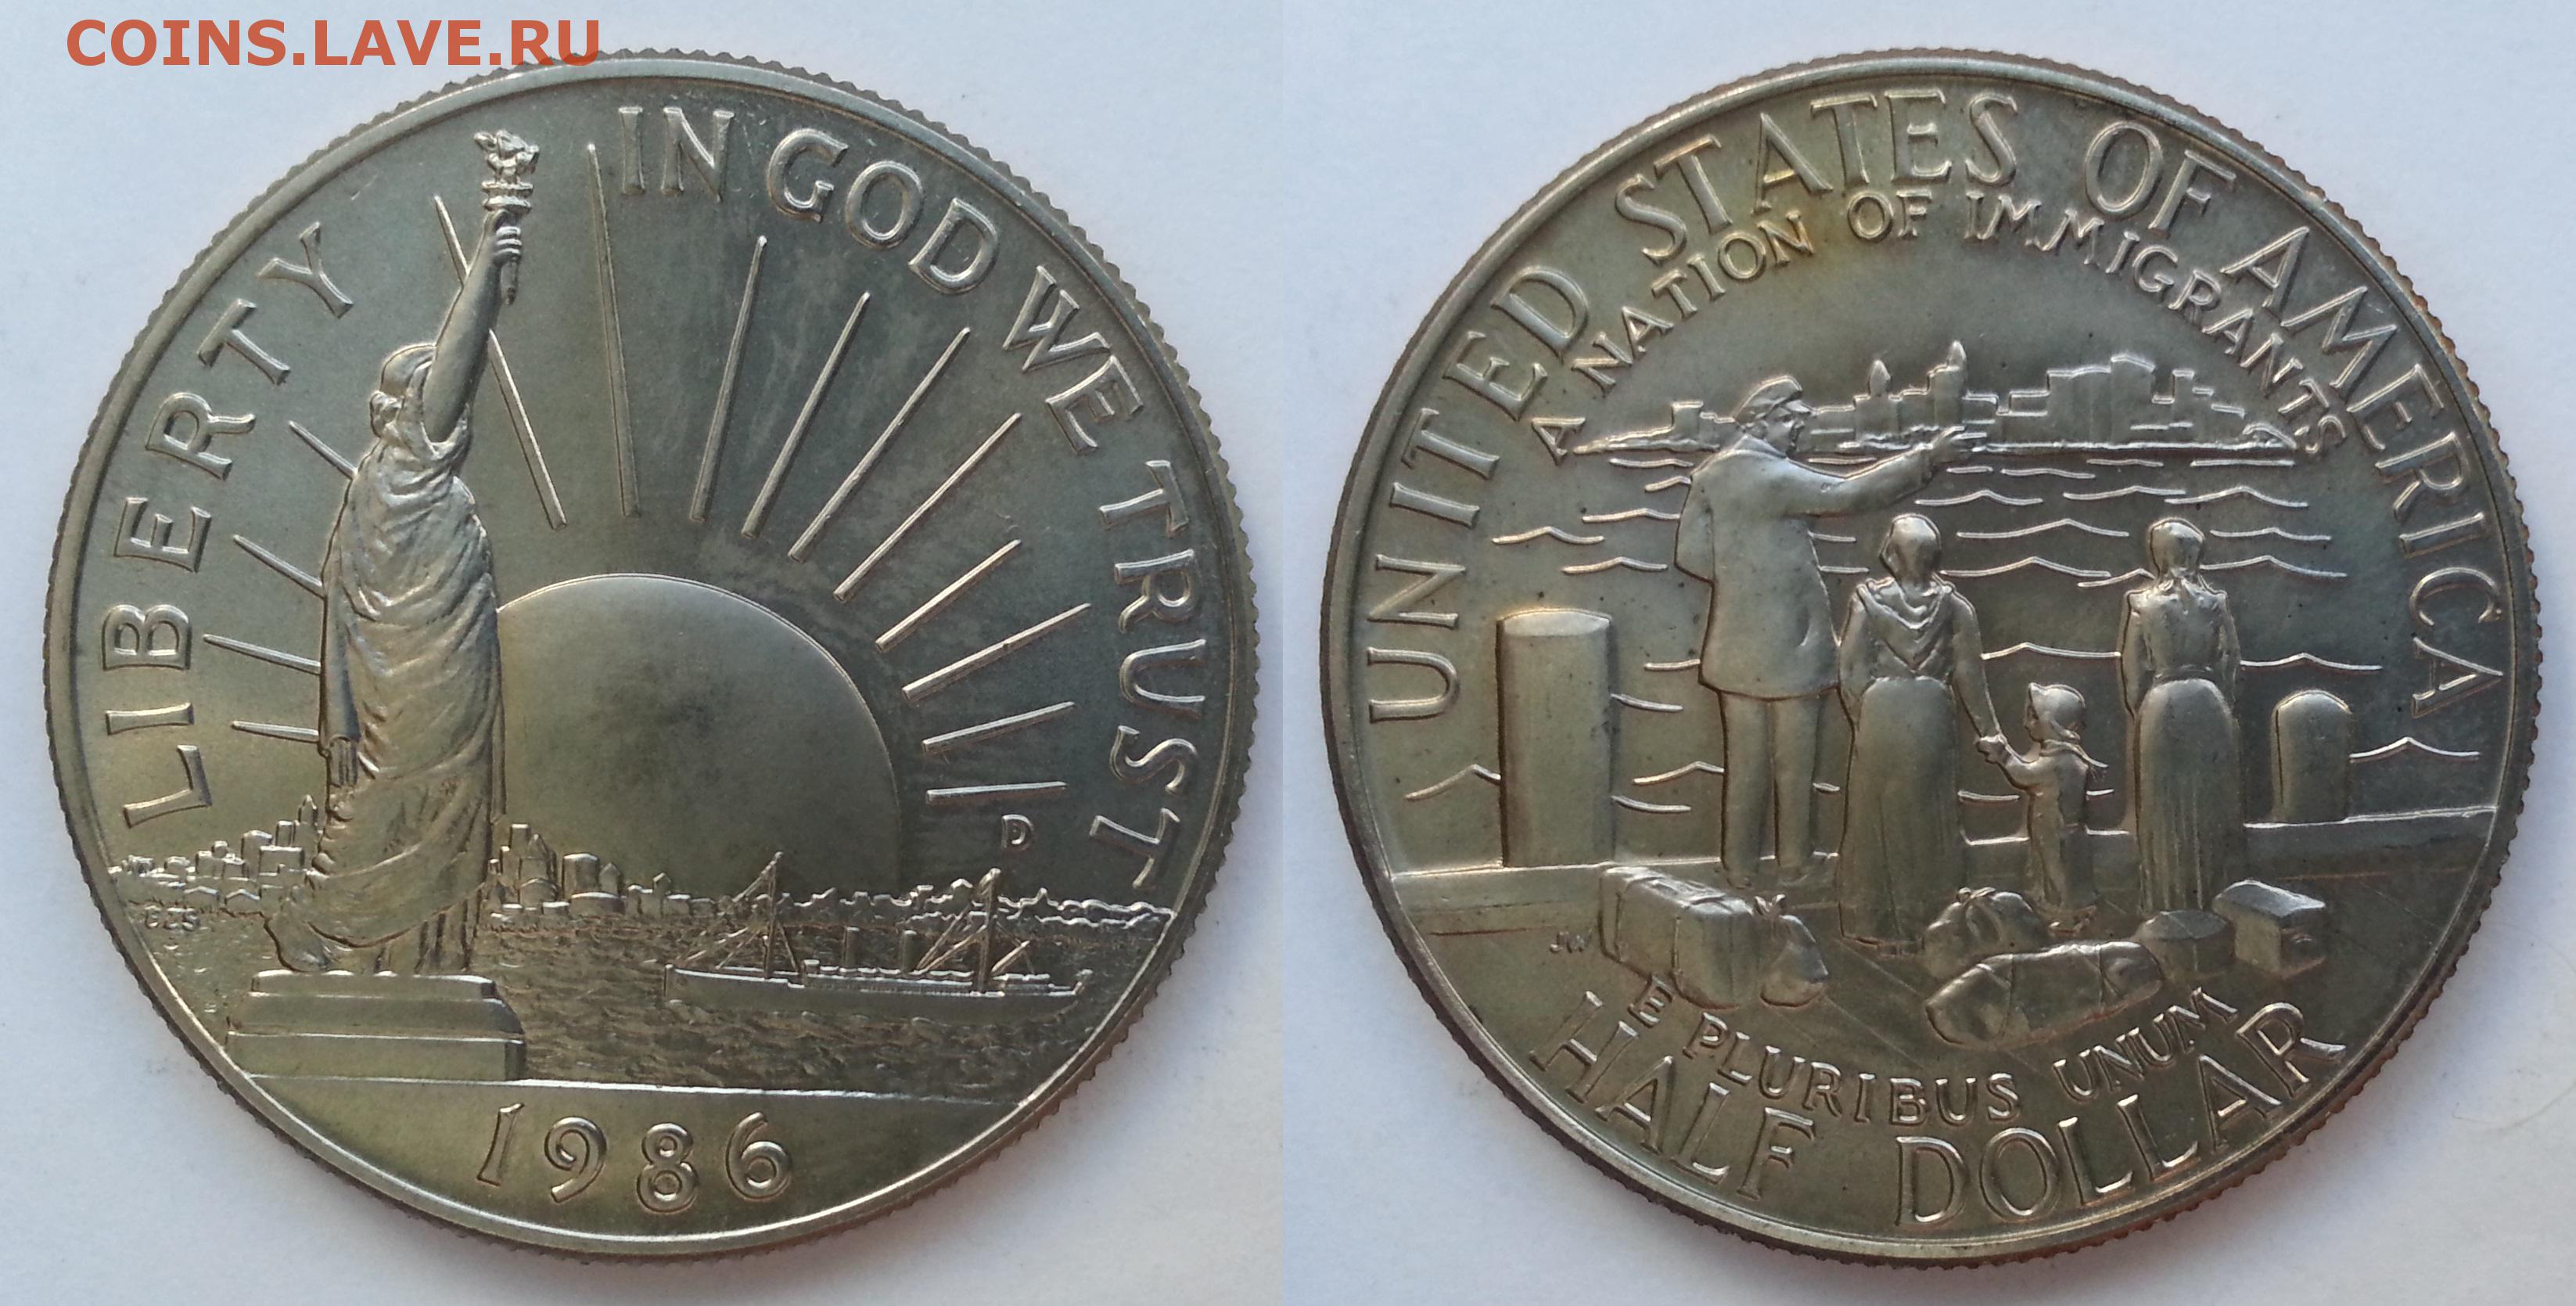 COINS.LAVE.RU
LIBERTY
IN GOD WE TRUST
D
1986
UNITED STATES OF AMERICA
A NATION OF IMMIGRANTS
JW
E PLURIBUS UNUM
HALF DOLLAR